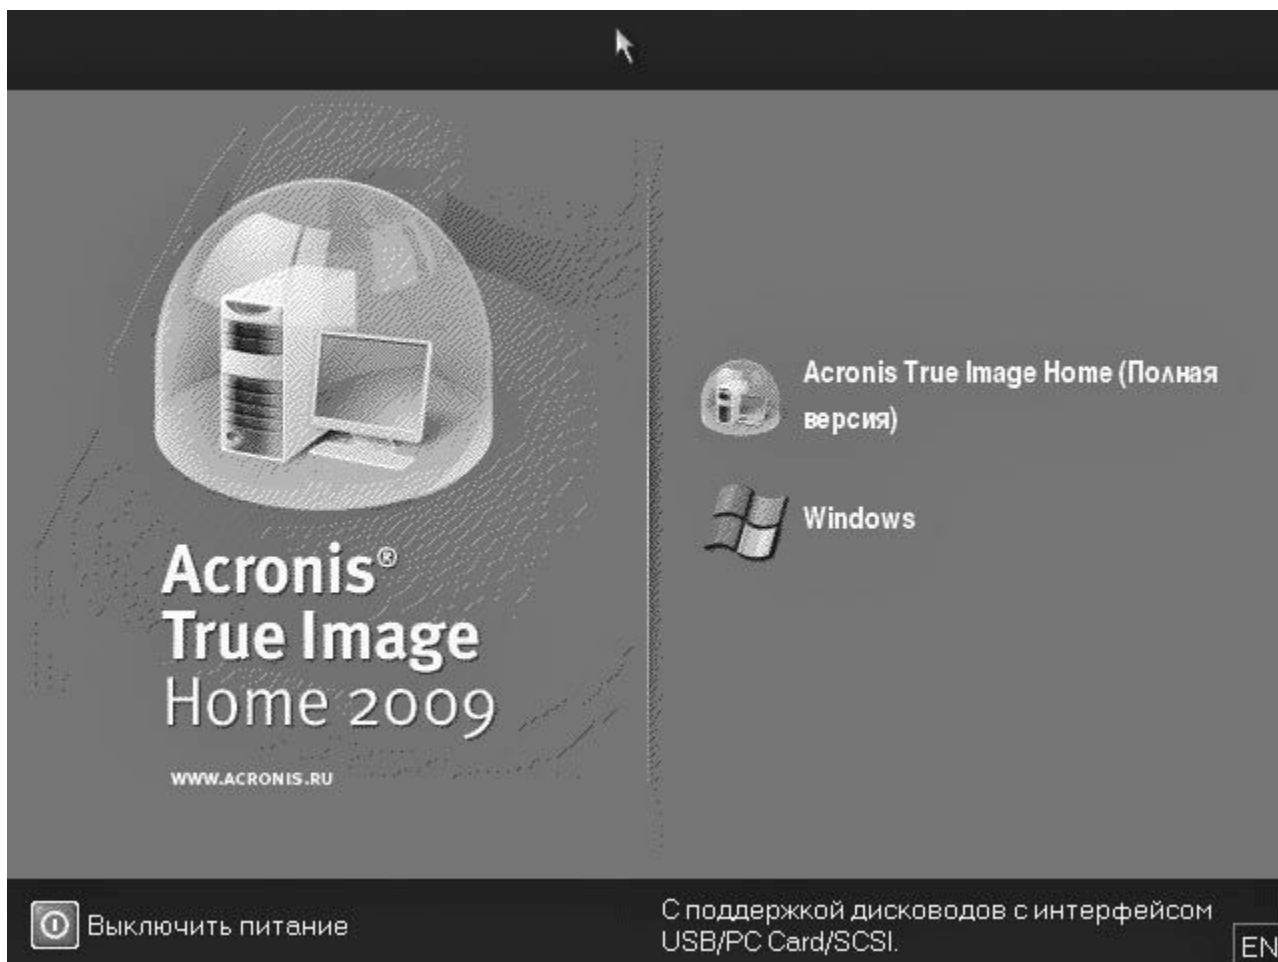 Acronis®
True Image
Home 2009
WWW.ACRONIS.RU
Acronis True Image Home (Полная
версия)
Windows
Выключить питание
С поддержкой дисководов с интерфейсом
USB/PC Card/SCSI.
EN